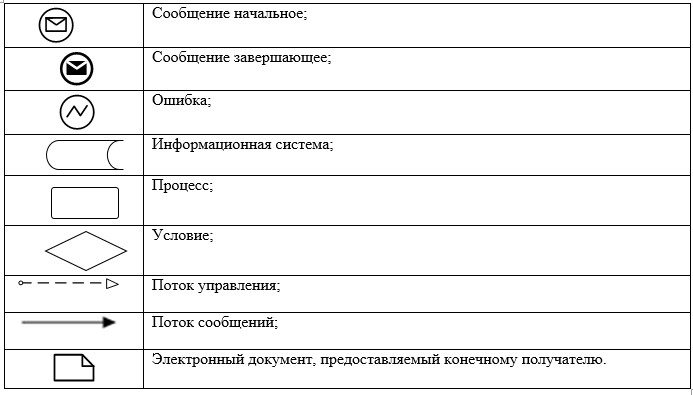 Сообщение начальное;
Сообщение завершающее;
Ошибка;
Информационная система;
Процесс;
Условие;
Поток управления;
Поток сообщений;
Электронный документ, предоставляемый конечному получателю.